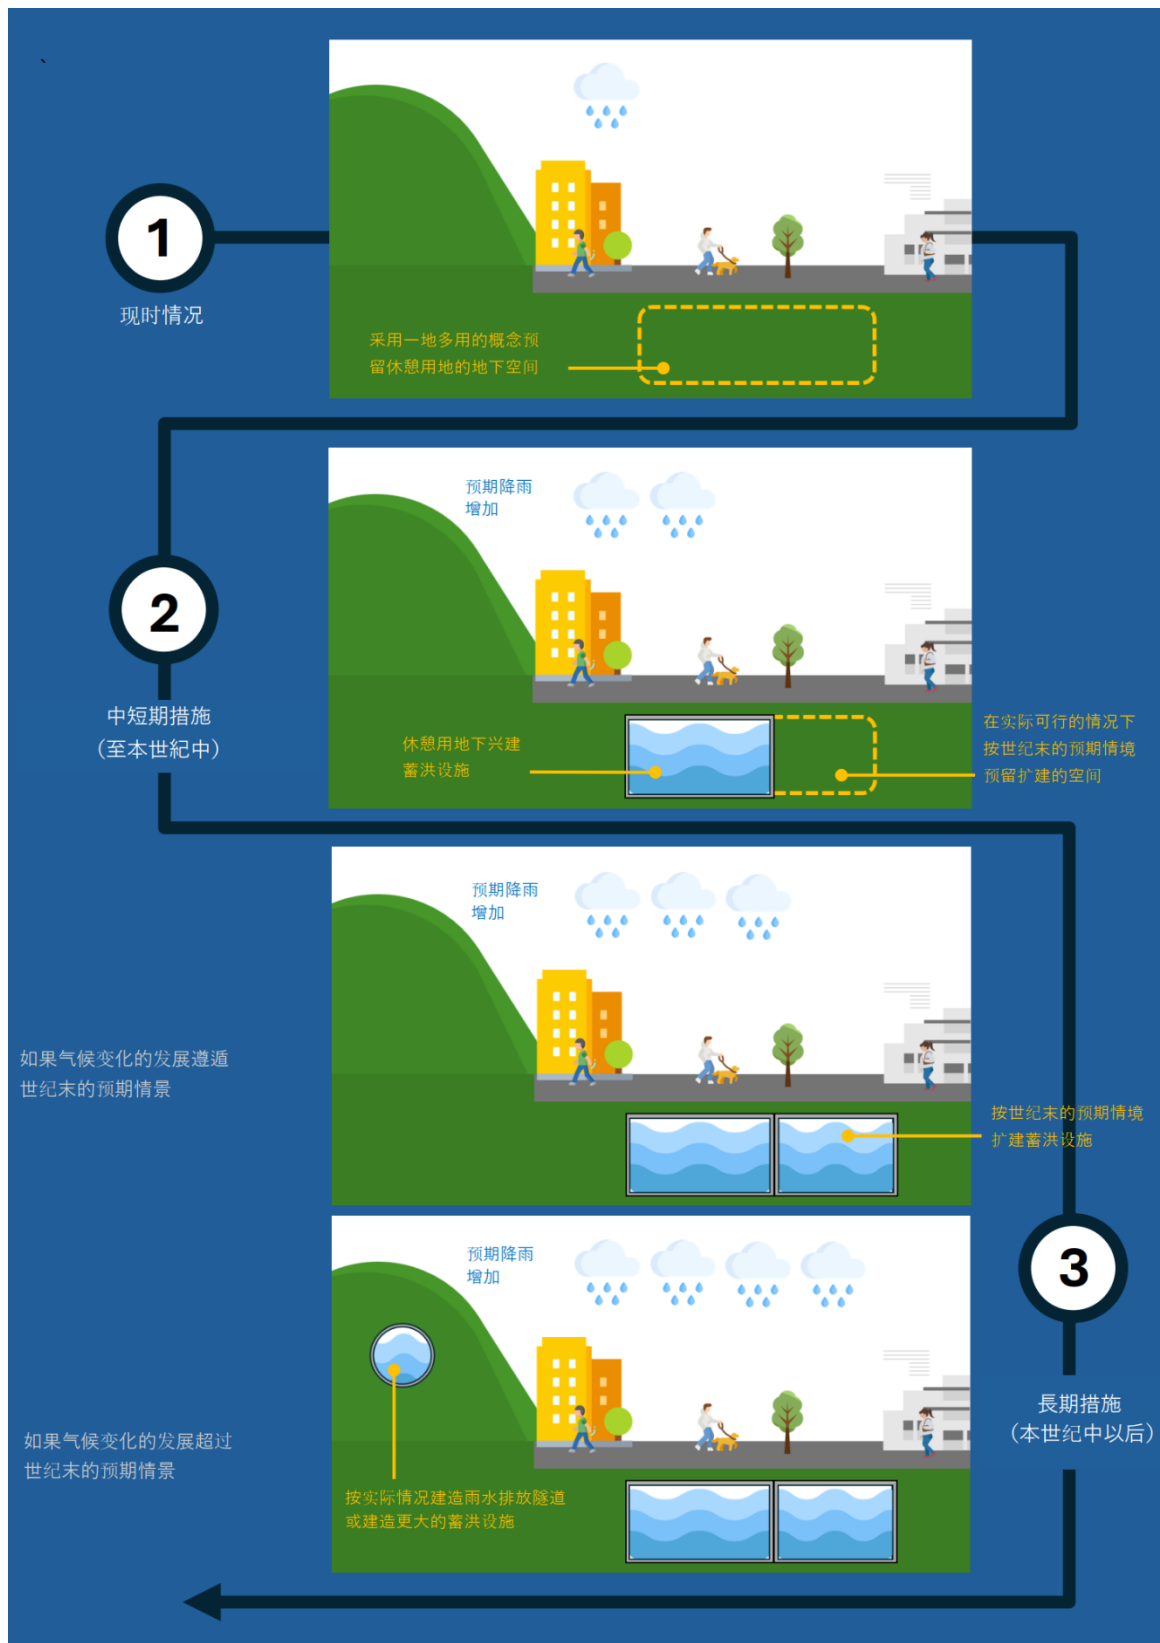 、
1
现时情况
采用一地多用的概念预
留休憩用地的地下空间
预期降雨
增加
2
中短期措施
（至本世紀中）
休憩用地下兴建
蓄洪设施
在实际可行的情况下
按世纪末的预期情境
预留扩建的空间
预期降雨
增加
如果气候变化的发展遵遁
世纪末的预期情景
按世纪末的预期情境
扩建蓄洪设施
预期降雨
增加
3
長期措施
（本世纪中以后）
如果气候变化的发展超过
世纪末的预期情景
按实际情况建造雨水排放隧道
或建造更大的蓄洪设施